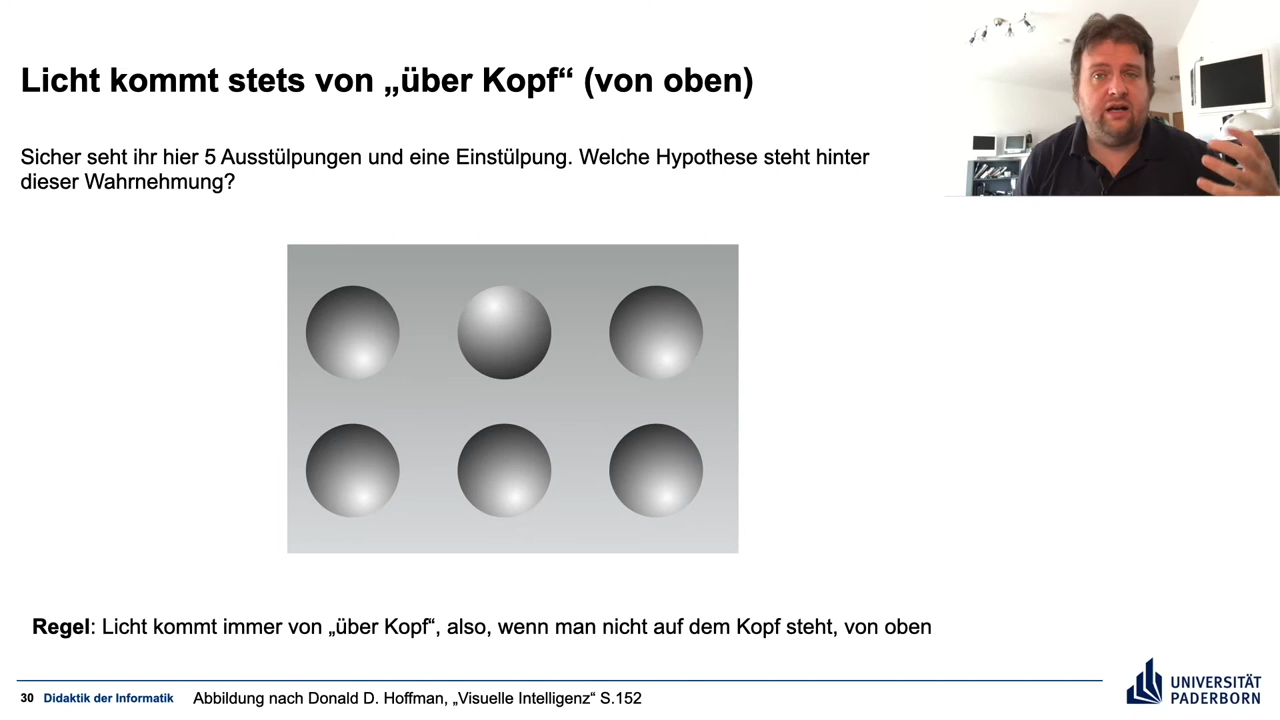 Licht kommt stets von „über Kopf“ (von oben)
Sicher seht ihr hier 5 Ausstülpungen und eine Einstülpung. Welche Hypothese steht hinter
dieser Wahrnehmung?
Regel: Licht kommt immer von „über Kopf“, also, wenn man nicht auf dem Kopf steht, von oben
30 Didaktik der Informatik Abbildung nach Donald D. Hoffman, „Visuelle Intelligenz“ S.152
UNIVERSITÄT
PADERBORN